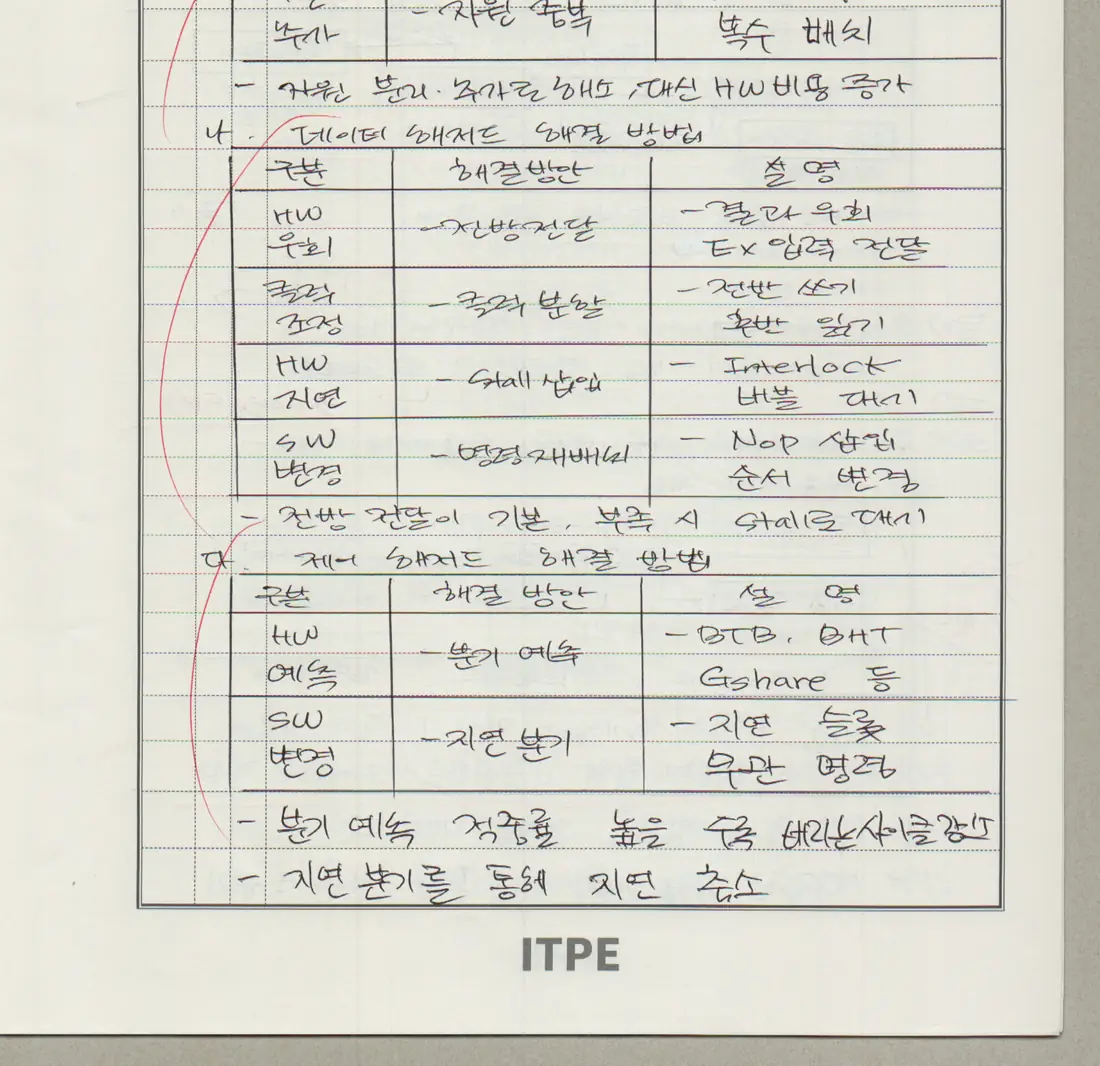 추가 - 자원 중복 복수 배치
- 자원 분리·추가로 해소, 대신 HW 비용 증가
나. 데이터 해저드 해결 방법
구분 해결방안 설명
HW 우회 - 전방전달 - 결과 우회
Ex 입력 전달
클럭 조정 - 클럭 분할 - 전반 쓰기
후반 읽기
HW 지연 - Stall 삽입 - Interlock
버블 대기
SW 변경 - 명령 재배치 - Nop 삽입
순서 변경
- 전방 전달이 기본, 부족 시 Stall로 대기
다. 제어 해저드 해결 방법
구분 해결 방안 설명
HW 예측 - 분기 예측 - BTB, BHT
Gshare 등
SW 변경 - 지연 분기 - 지연 슬롯
무관 명령
- 분기 예측 적중률 높을 수록 버리는 사이클 감소
- 지연 분기를 통해 지연 축소
ITPE